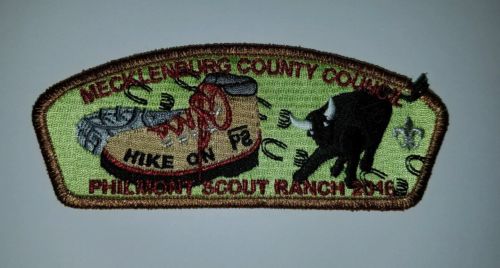 MECKLENBURG COUNTY COUNCIL
HIKE ON
PHILMONT SCOUT RANCH 2016